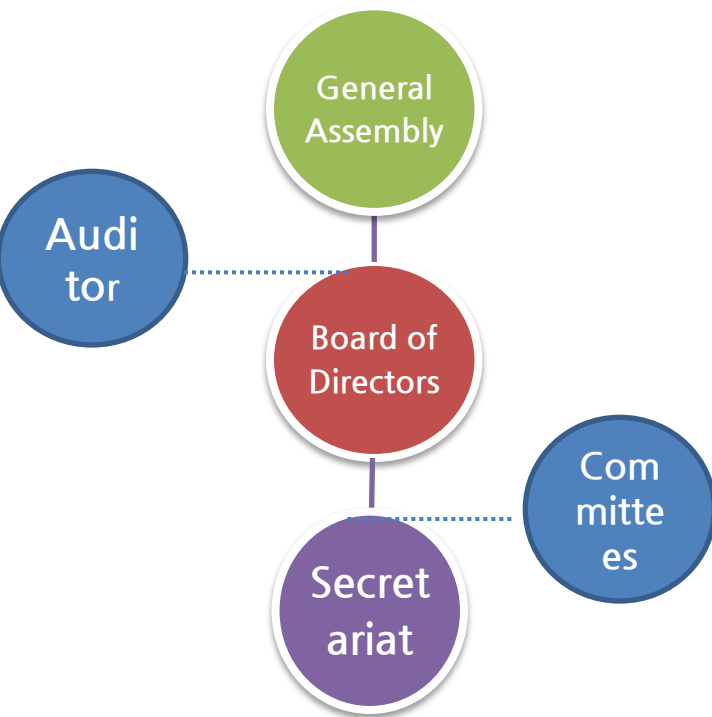 General
Assembly
Audi
tor
Board of
Directors
Com
mitte
es
Secret
ariat